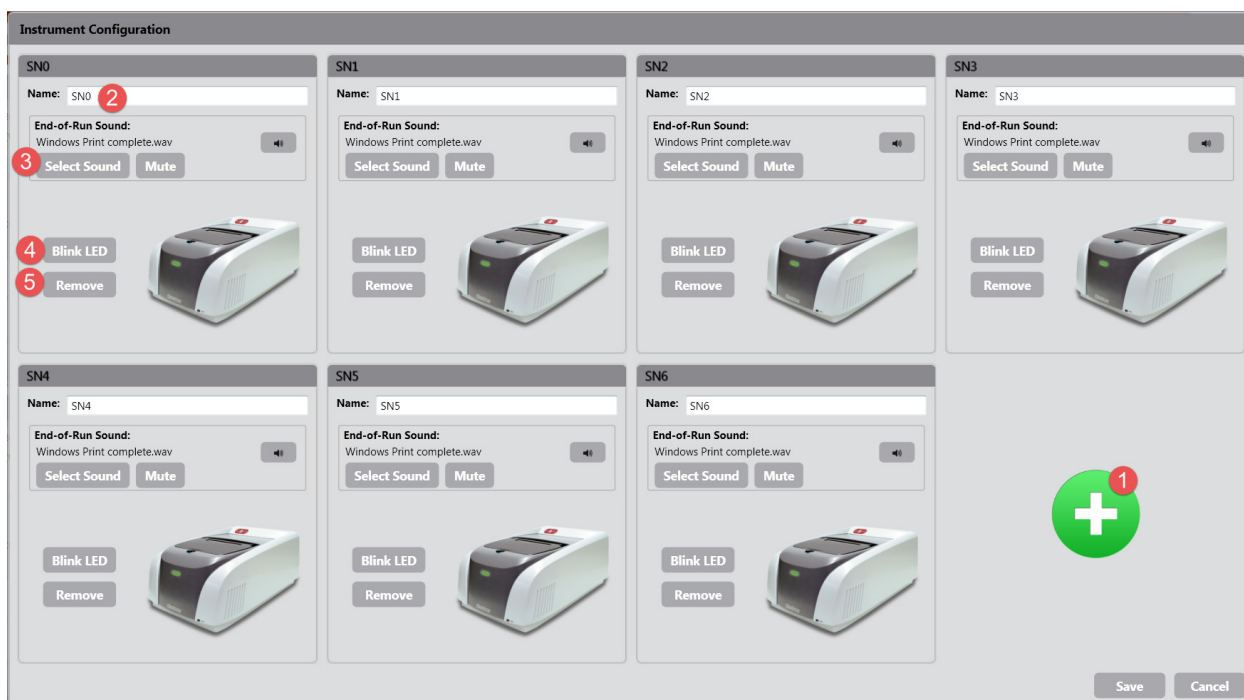 Instrument Configuration
SN0
Name: SN0 2
End-of-Run Sound:
Windows Print complete.wav
3 Select Sound Mute
4 Blink LED
5 Remove
SN1
Name: SN1
End-of-Run Sound:
Windows Print complete.wav
Select Sound Mute
Blink LED
Remove
SN2
Name: SN2
End-of-Run Sound:
Windows Print complete.wav
Select Sound Mute
Blink LED
Remove
SN3
Name: SN3
End-of-Run Sound:
Windows Print complete.wav
Select Sound Mute
Blink LED
Remove
SN4
Name: SN4
End-of-Run Sound:
Windows Print complete.wav
Select Sound Mute
Blink LED
Remove
SN5
Name: SN5
End-of-Run Sound:
Windows Print complete.wav
Select Sound Mute
Blink LED
Remove
SN6
Name: SN6
End-of-Run Sound:
Windows Print complete.wav
Select Sound Mute
Blink LED
Remove
1
Save Cancel